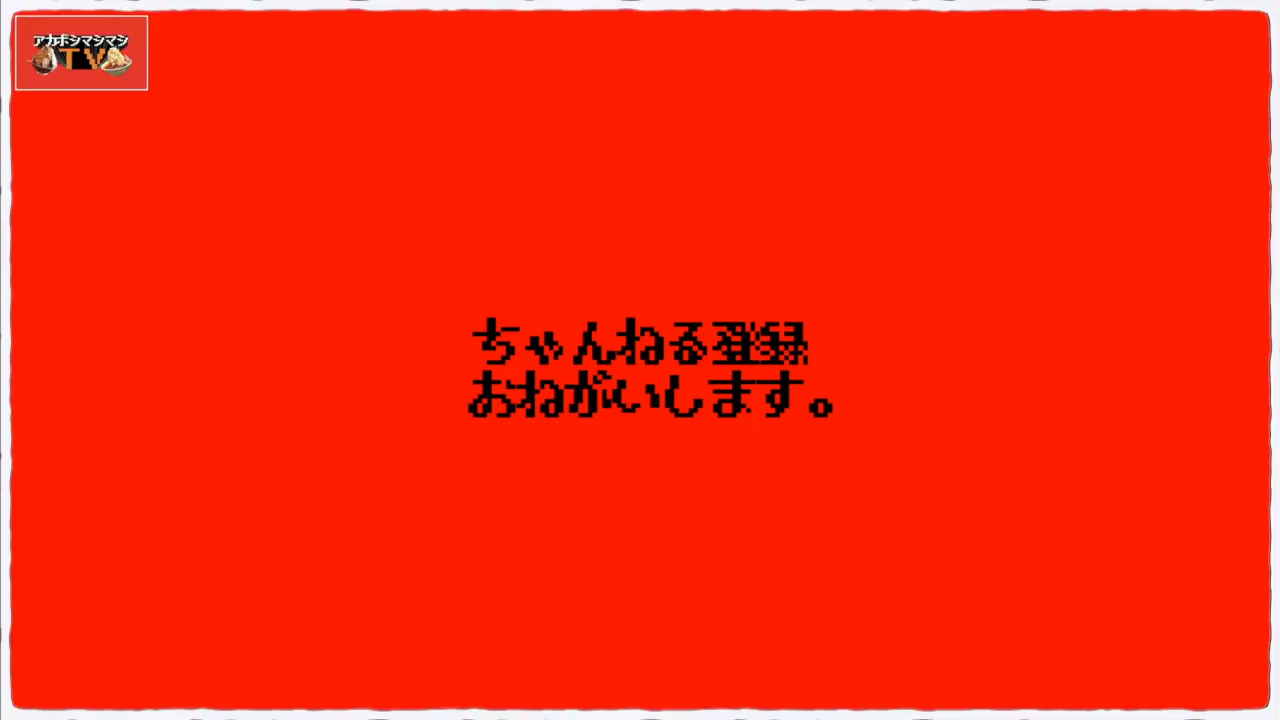 アカボシマシマシ
TV
ちゃんねる登録
おねがいします。